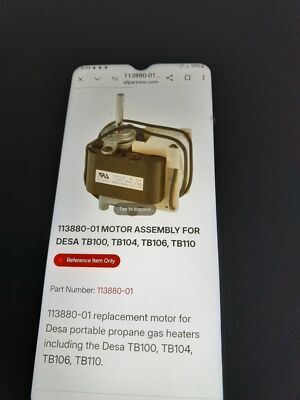 113880-01...
Tap to expand
113880-01 MOTOR ASSEMBLY FOR
DESA TB100, TB104, TB106, TB110
Reference Item Only
Part Number: 113880-01
113880-01 replacement motor for
Desa portable propane gas heaters
including the Desa TB100, TB104,
TB106, TB110.